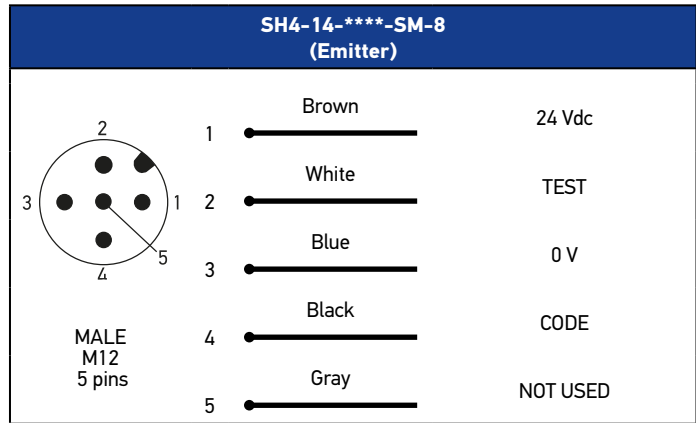 SH4-14-****-SM-8
(Emitter)
2
3
1
5
4
MALE
M12
5 pins
1 Brown 24 Vdc
2 White TEST
3 Blue 0 V
4 Black CODE
5 Gray NOT USED